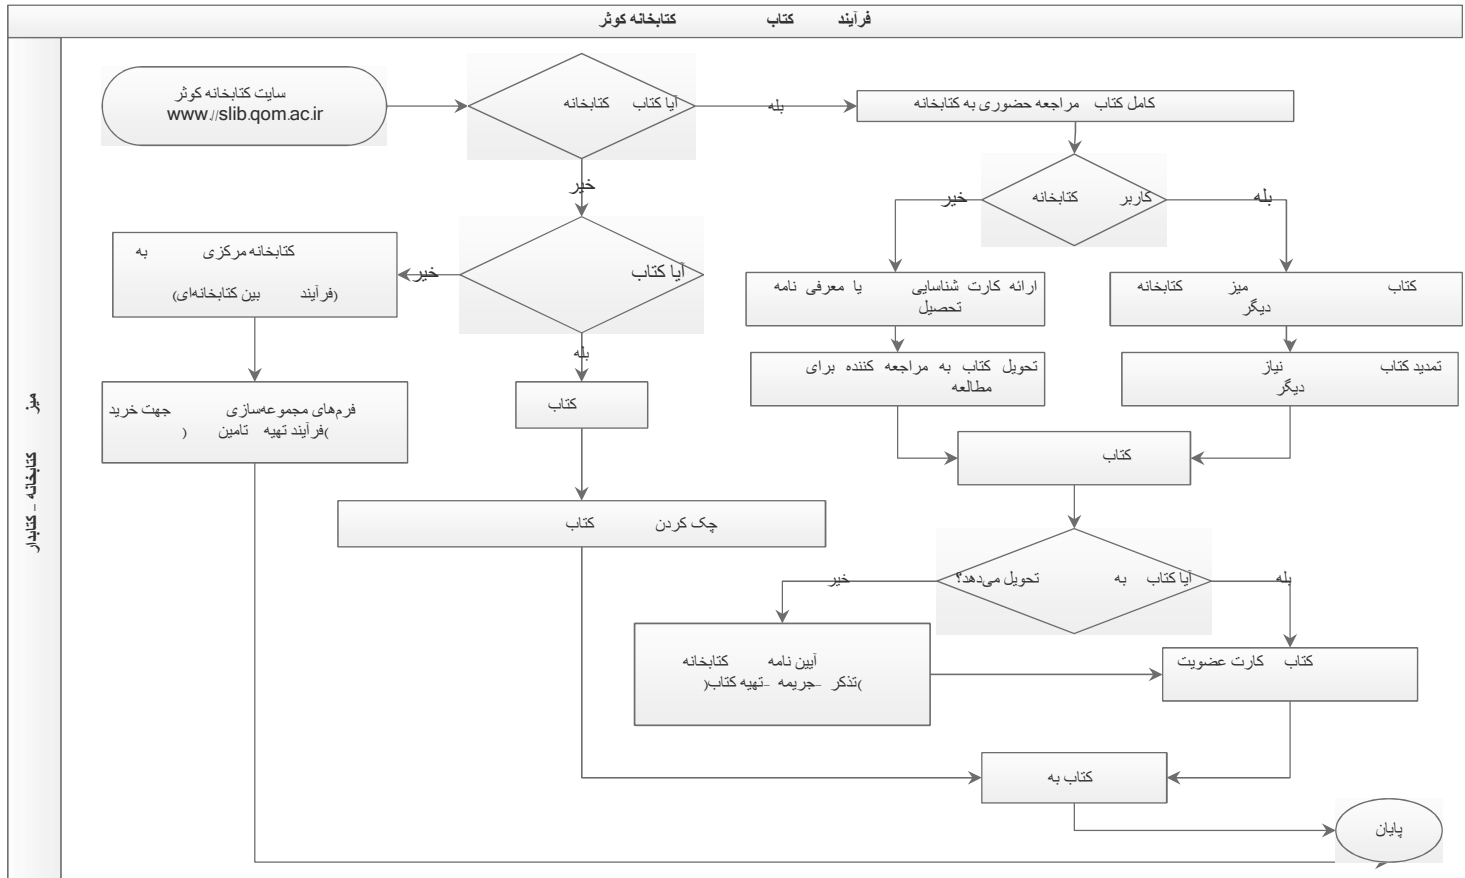 فرآیند کتاب کتابخانه کوثر
میز کتابخانه – کتابدار
سایت کتابخانه کوثر
www.//slib.qom.ac.ir
آیا کتاب کتابخانه
بله
کامل کتاب مراجعه حضوری به کتابخانه
خیر
کاربر کتابخانه
خیر
بله
آیا کتاب
خیر
بله
کتابخانه مرکزی به
(فرآیند بین کتابخانه‌ای)
ارائه کارت شناسایی یا معرفی نامه
تحصیل
کتاب میز کتابخانه
دیگر
تحویل کتاب به مراجعه کننده برای
مطالعه
تمدید کتاب نیاز
دیگر
فرم‌های مجموعه‌سازی جهت خرید
)فرآیند تهیه تامین (
کتاب
کتاب
چک کردن کتاب
آیا کتاب به تحویل می‌دهد؟
خیر
بله
آیین نامه کتابخانه
)تذکر -جریمه -تهیه کتاب(
کتاب کارت عضویت
کتاب به
پایان